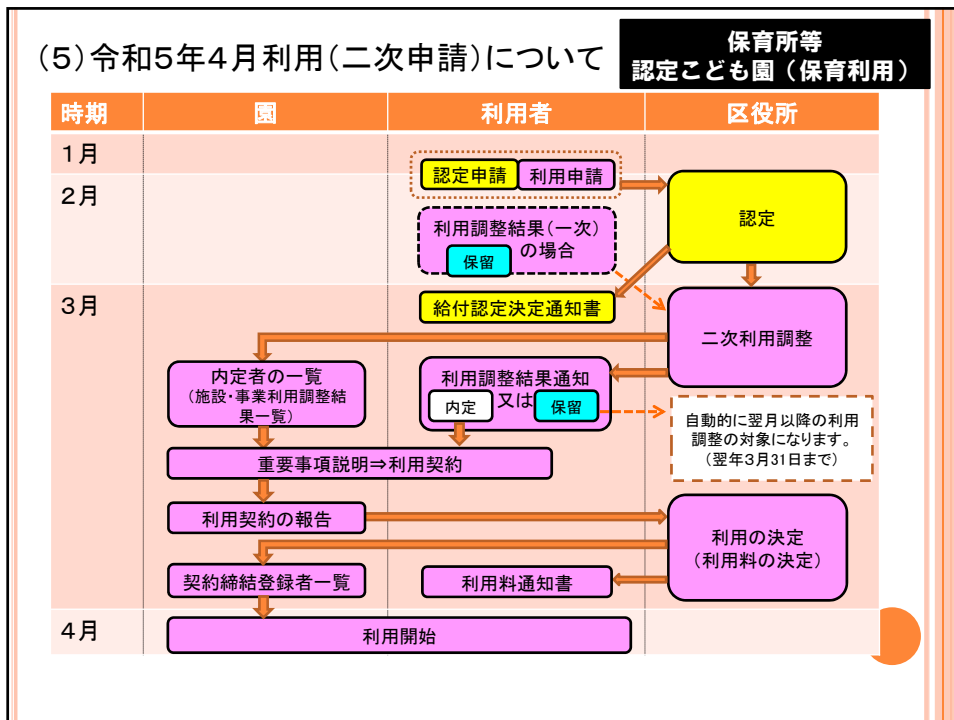 (5)令和5年4月利用(二次申請)について
保育所等
認定こども園(保育利用)
時期
園
利用者
区役所
1月
認定申請
利用申請
2月
認定
利用調整結果(一次)
の場合
保留
3月
給付認定決定通知書
二次利用調整
内定者の一覧
(施設・事業利用調整結
果一覧)
利用調整結果通知
又は
内定
保留
自動的に翌月以降の利用
調整の対象になります。
(翌年3月31日まで)
重要事項説明⇒利用契約
利用契約の報告
利用の決定
(利用料の決定)
契約締結登録者一覧
利用料通知書
4月
利用開始